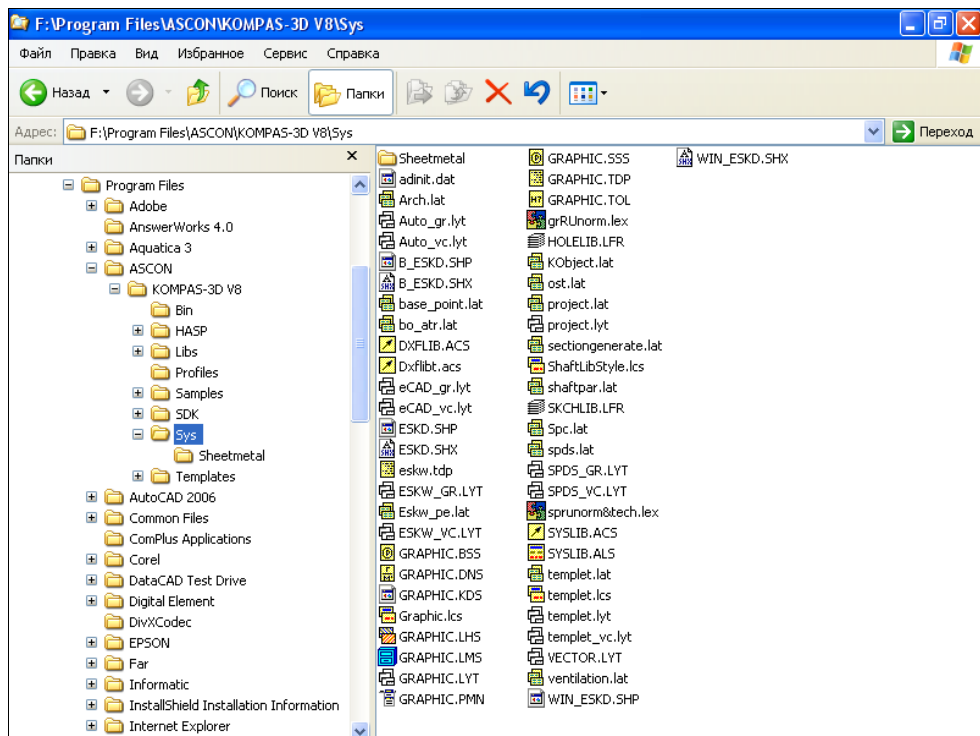 F:\Program Files\ASCON\KOMPAS-3D V8\Sys
Файл Правка Вид Избранное Сервис Справка
Назад Поиск Папки
Адрес: F:\Program Files\ASCON\KOMPAS-3D V8\Sys Переход
Папки
Program Files
Adobe
AnswerWorks 4.0
Aquatica 3
ASCON
KOMPAS-3D V8
Bin
HASP
Libs
Profiles
Samples
SDK
Sys
Sheetmetal
Templates
AutoCAD 2006
Common Files
ComPlus Applications
Corel
DataCAD Test Drive
Digital Element
DivXCodec
EPSON
Far
Informatic
InstallShield Installation Information
Internet Explorer
Sheetmetal
adinit.dat
Arch.lat
Auto_gr.lyt
Auto_vc.lyt
B_ESKD.SHP
B_ESKD.SHX
base_point.lat
bo_atr.lat
DXFLIB.ACS
Dxflibt.acs
eCAD_gr.lyt
eCAD_vc.lyt
ESKD.SHP
ESKD.SHX
eskw.tdp
ESKW_GR.LYT
Eskw_pe.lat
ESKW_VC.LYT
GRAPHIC.BSS
GRAPHIC.DNS
GRAPHIC.KDS
Graphic.lcs
GRAPHIC.LHS
GRAPHIC.LMS
GRAPHIC.LYT
GRAPHIC.PMN
GRAPHIC.SSS
GRAPHIC.TDP
GRAPHIC.TOL
grRUnorm.lex
HOLELIB.LFR
KObject.lat
ost.lat
project.lat
project.lyt
sectiongenerate.lat
ShaftLibStyle.lcs
shaftpar.lat
SKCHLIB.LFR
Spc.lat
spds.lat
SPDS_GR.LYT
SPDS_VC.LYT
sprunorm&tech.lex
SYSLIB.ACS
SYSLIB.ALS
templet.lat
templet.lcs
templet.lyt
templet_vc.lyt
VECTOR.LYT
ventilation.lat
WIN_ESKD.SHP
WIN_ESKD.SHX